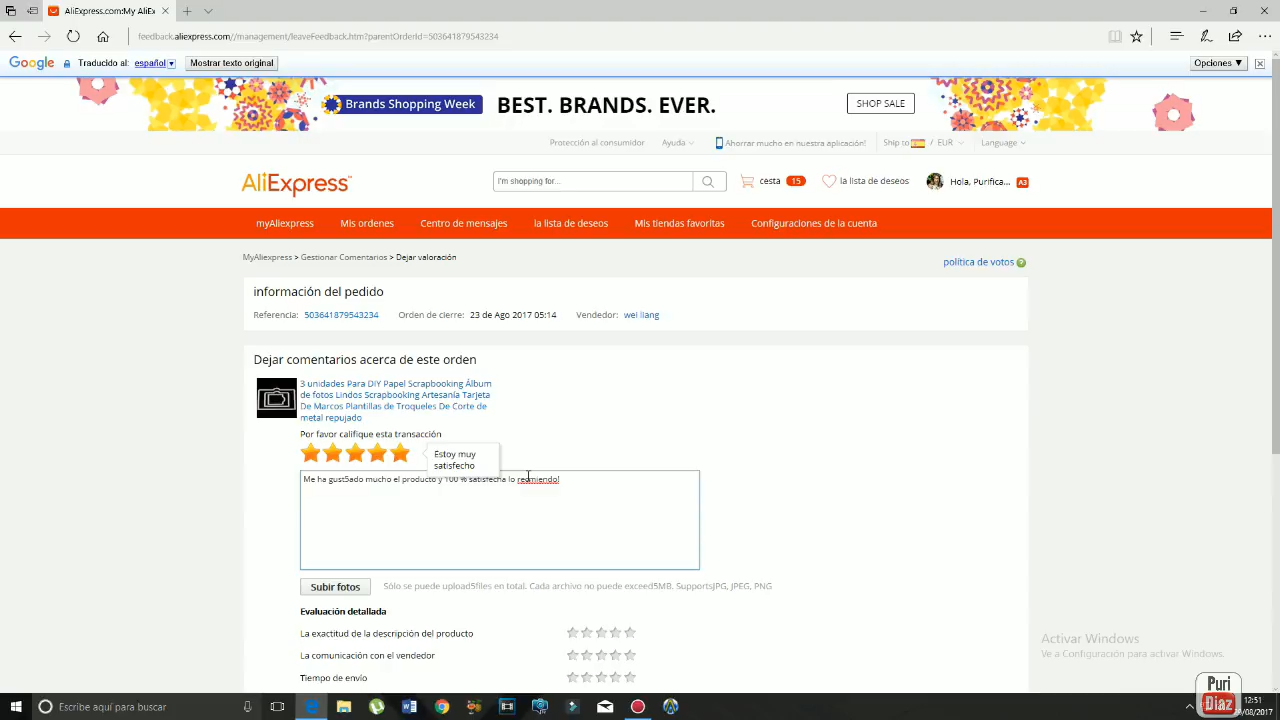 AliExpress.com:My AliEx
feedback.aliexpress.com//management/leaveFeedback.htm?parentOrderId=503641879543234
Google Traducido al: español Mostrar texto original Opciones ▼
Brands Shopping Week BEST. BRANDS. EVER. SHOP SALE
Protección al consumidor Ayuda Ahorrar mucho en nuestra aplicación! Ship to / EUR Language
AliExpress™ I'm shopping for... cesta 15 la lista de deseos Hola, Purifica... A3
myAliexpress Mis ordenes Centro de mensajes la lista de deseos Mis tiendas favoritas Configuraciones de la cuenta
MyAliexpress > Gestionar Comentarios > Dejar valoración
política de votos ?
información del pedido
Referencia: 503641879543234 Orden de cierre: 23 de Ago 2017 05:14 Vendedor: wei liang
Dejar comentarios acerca de este orden
3 unidades Para DIY Papel Scrapbooking Álbum
de fotos Lindos Scrapbooking Artesanía Tarjeta
De Marcos Plantillas de Troqueles De Corte de
metal repujado
Por favor califique esta transacción
Estoy muy
satisfecho
Me ha gust5ado mucho el producto y 100 % satisfecha lo
Subir fotos Sólo se puede upload5files en total. Cada archivo no puede exceed5MB. SupportsJPG, JPEG, PNG
Evaluación detallada
La exactitud de la descripción del producto
La comunicación con el vendedor
Tiempo de envío
Activar Windows
Ve a Configuración para activar Windows.
Puri
Diaz
Escribe aquí para buscar 12:51